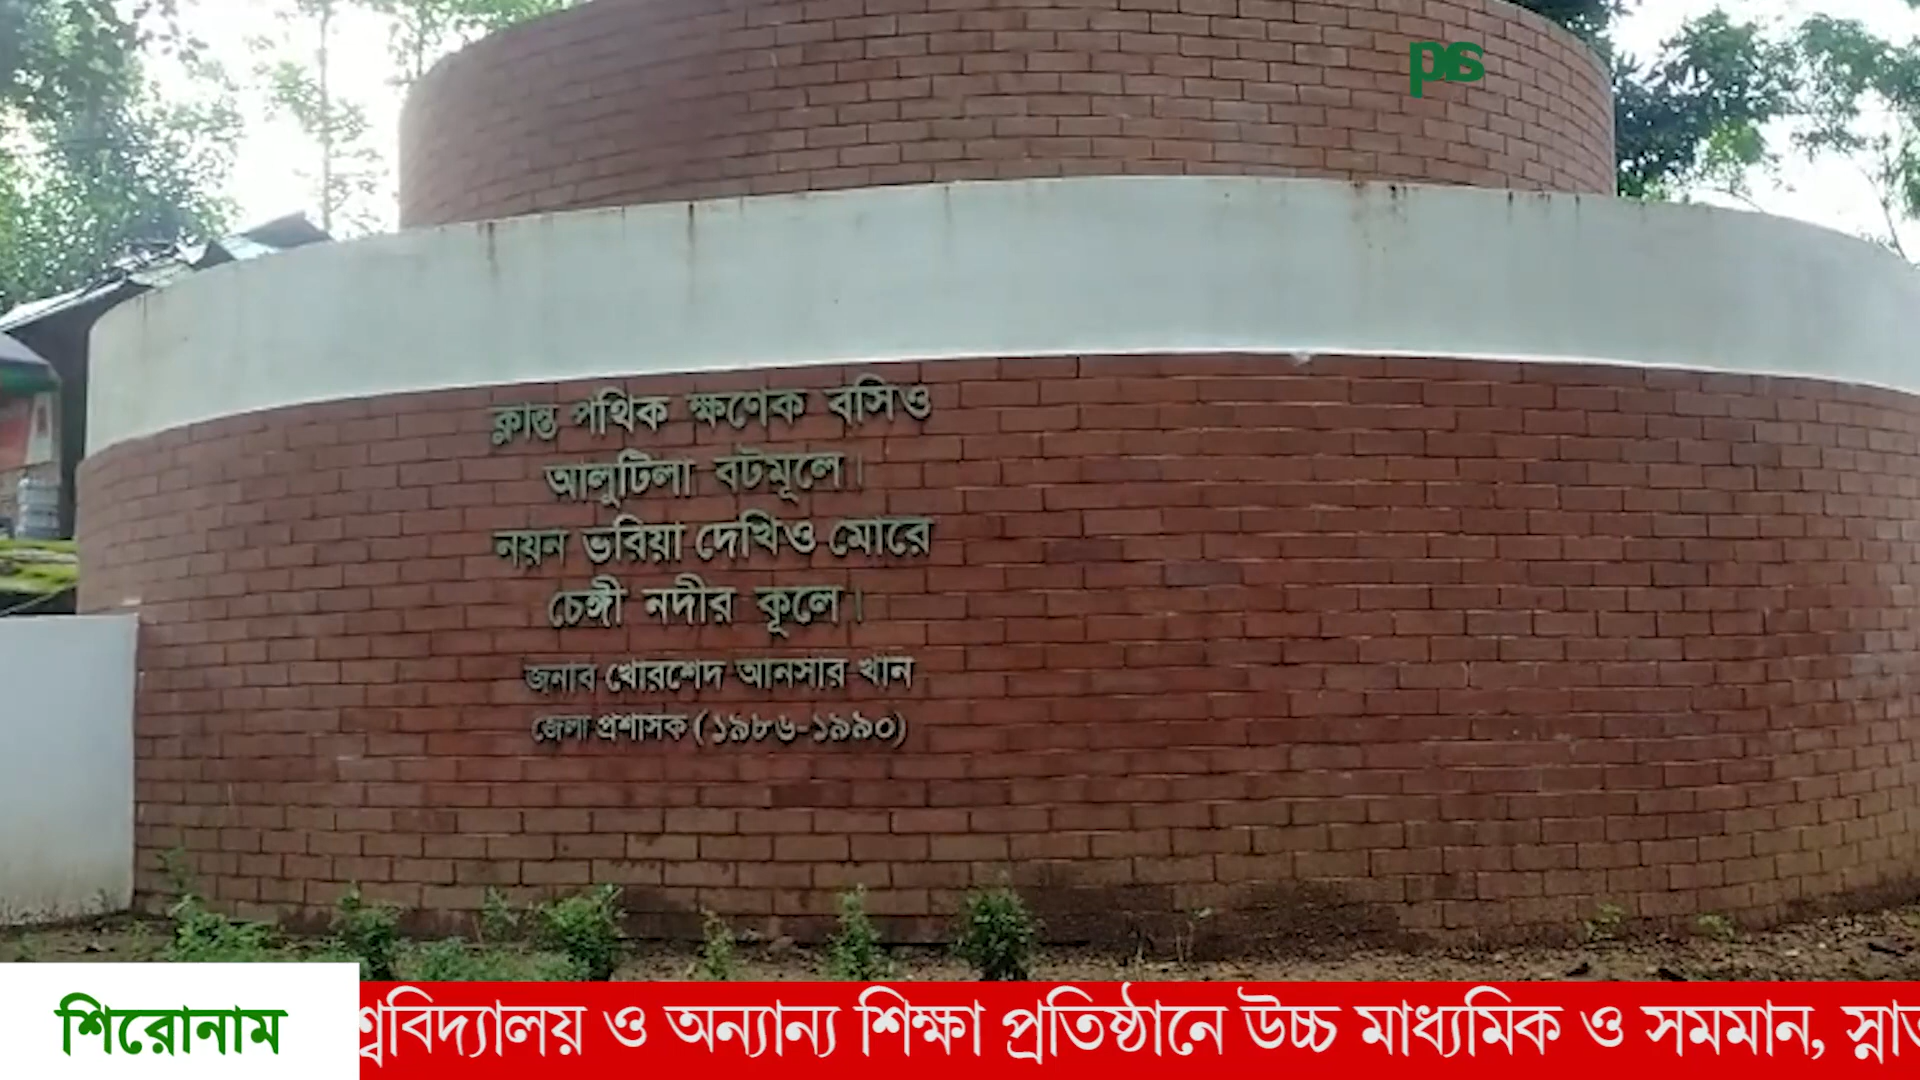 ps
ক্লান্ত পথিক ক্ষণেক বসিও
আলুটিলা বটমূলে।
নয়ন ভরিয়া দেখিও মোরে
চেঙ্গী নদীর কূলে।
জনাব খোরশেদ আনসার খান
জেলা প্রশাসক (১৯৮৬-১৯৯০)
শিরোনাম
শ্ববিদ্যালয় ও অন্যান্য শিক্ষা প্রতিষ্ঠানে উচ্চ মাধ্যমিক ও সমমান,